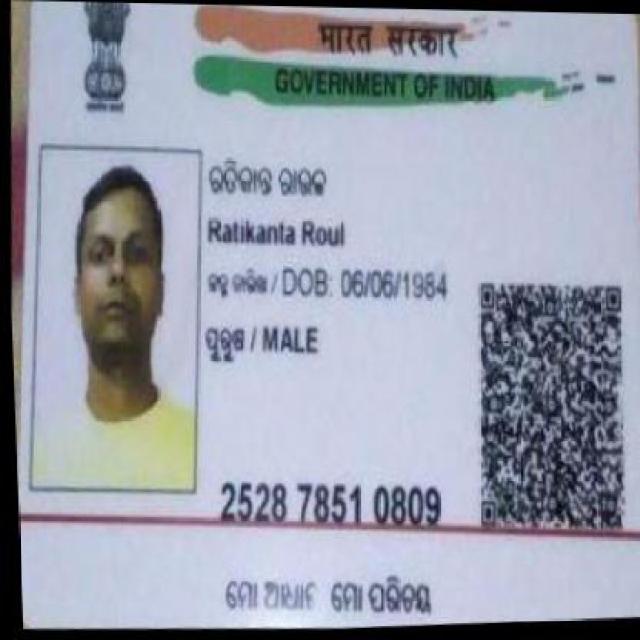 भारत सरकार
GOVERNMENT OF INDIA
ରତିକାନ୍ତ ରାଉଳ
Ratikanta Roul
ଜନ୍ମ ତାରିଖ / DOB: 06/06/1984
ପୁରୁଷ / MALE
2528 7851 0809
ମୋ ଆଧାର ମୋ ପରିଚୟ